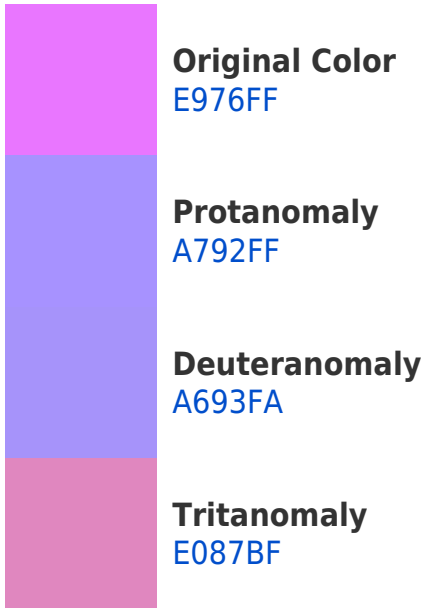 Original Color
E976FF
Protanomaly
A792FF
Deuteranomaly
A693FA
Tritanomaly
E087BF